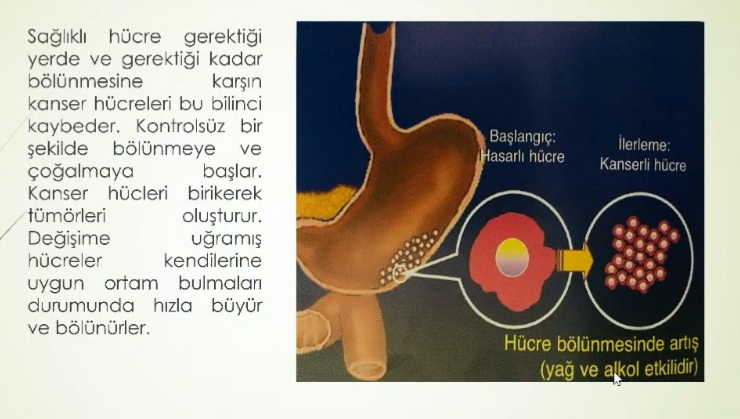 Sağlıklı hücre gerektiği
yerde ve gerektiği kadar
bölünmesine karşın
kanser hücreleri bu bilinci
kaybeder. Kontrolsüz bir
şekilde bölünmeye ve
çoğalmaya başlar.
Kanser hücleri birikerek
tümörleri oluşturur.
Değişime uğramış
hücreler kendilerine
uygun ortam bulmaları
durumunda hızla büyür
ve bölünürler.
Başlangıç:
Hasarlı hücre
İlerleme:
Kanserli hücre
Hücre bölünmesinde artış
(yağ ve alkol etkilidir)